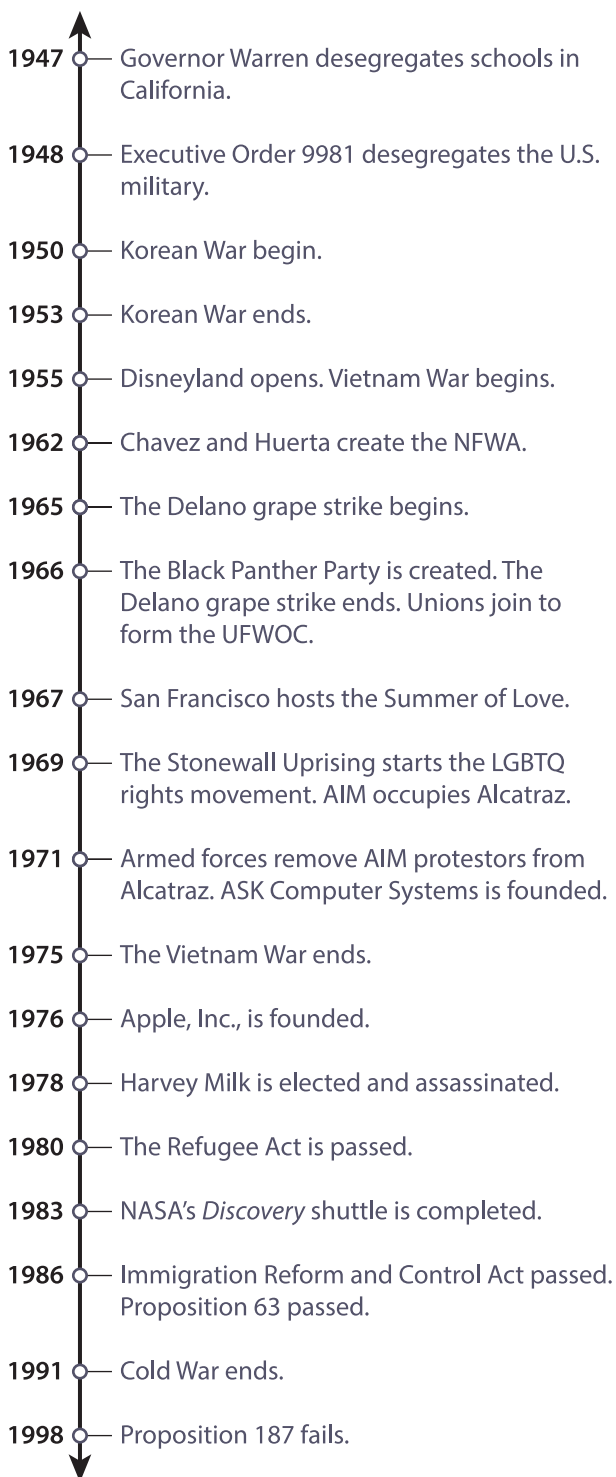 1947 Governor Warren desegregates schools in
California.
1948 Executive Order 9981 desegregates the U.S.
military.
1950 Korean War begin.
1953 Korean War ends.
1955 Disneyland opens. Vietnam War begins.
1962 Chavez and Huerta create the NFWA.
1965 The Delano grape strike begins.
1966 The Black Panther Party is created. The
Delano grape strike ends. Unions join to
form the UFWOC.
1967 San Francisco hosts the Summer of Love.
1969 The Stonewall Uprising starts the LGBTQ
rights movement. AIM occupies Alcatraz.
1971 Armed forces remove AIM protestors from
Alcatraz. ASK Computer Systems is founded.
1975 The Vietnam War ends.
1976 Apple, Inc., is founded.
1978 Harvey Milk is elected and assassinated.
1980 The Refugee Act is passed.
1983 NASA's Discovery shuttle is completed.
1986 Immigration Reform and Control Act passed.
Proposition 63 passed.
1991 Cold War ends.
1998 Proposition 187 fails.